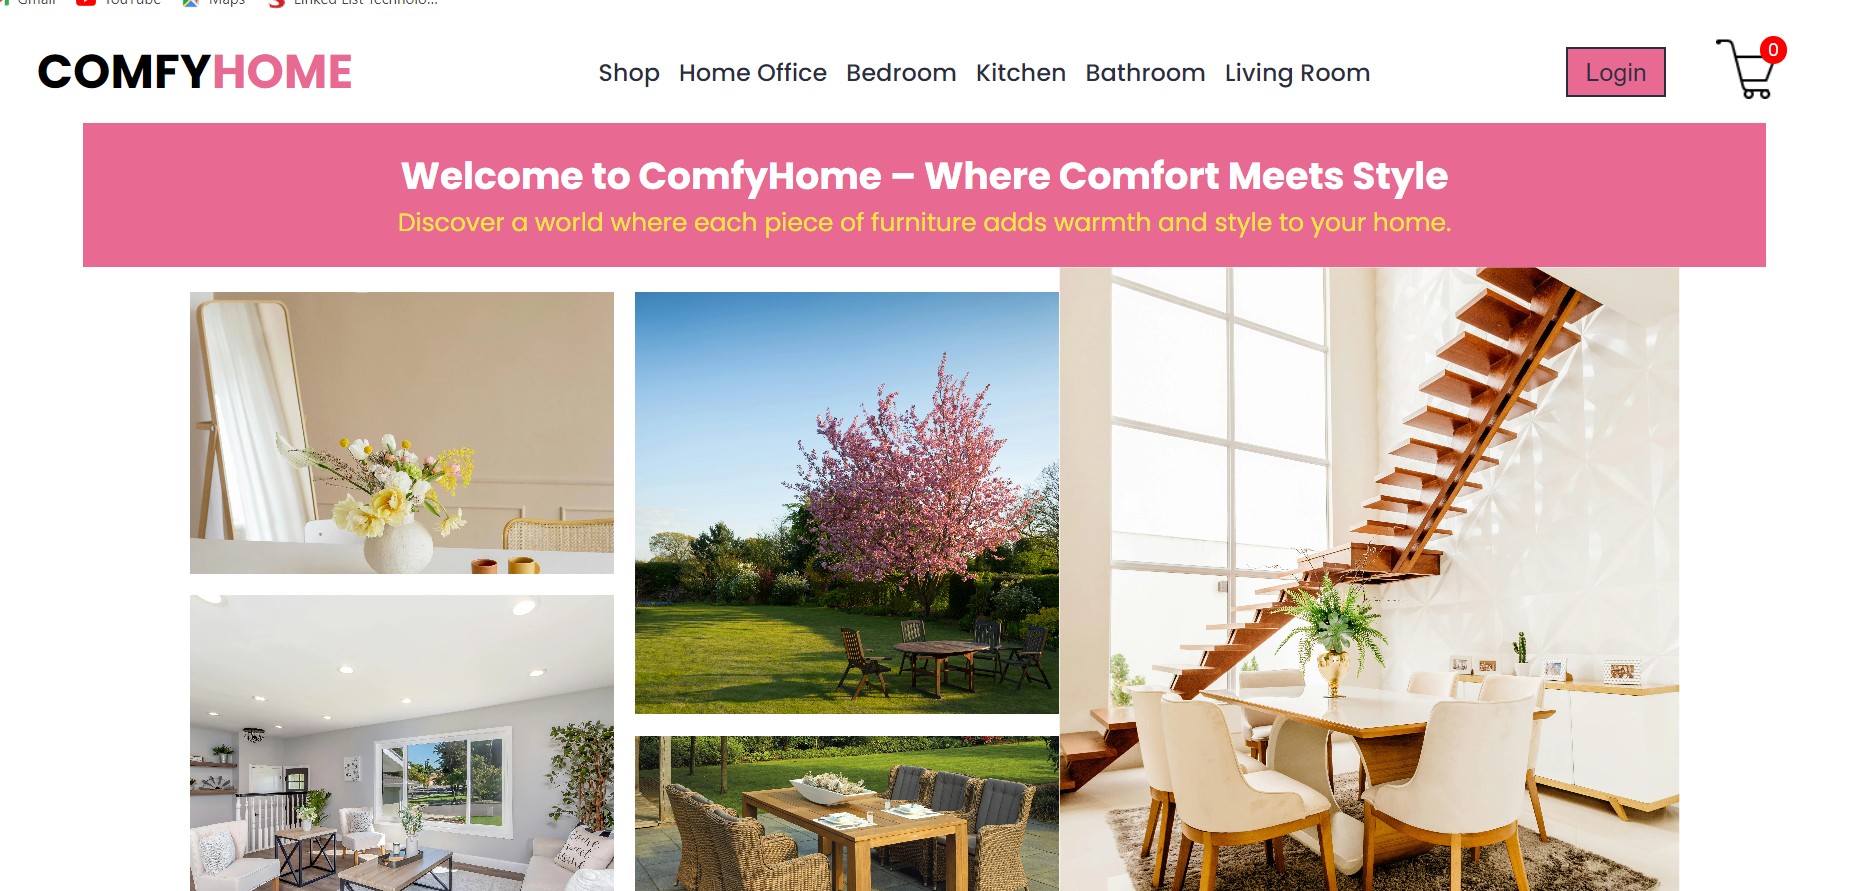 Gmail YouTube Maps Linked List Technolo...
COMFYHOME
Shop Home Office Bedroom Kitchen Bathroom Living Room
Login
0
Welcome to ComfyHome – Where Comfort Meets Style
Discover a world where each piece of furniture adds warmth and style to your home.